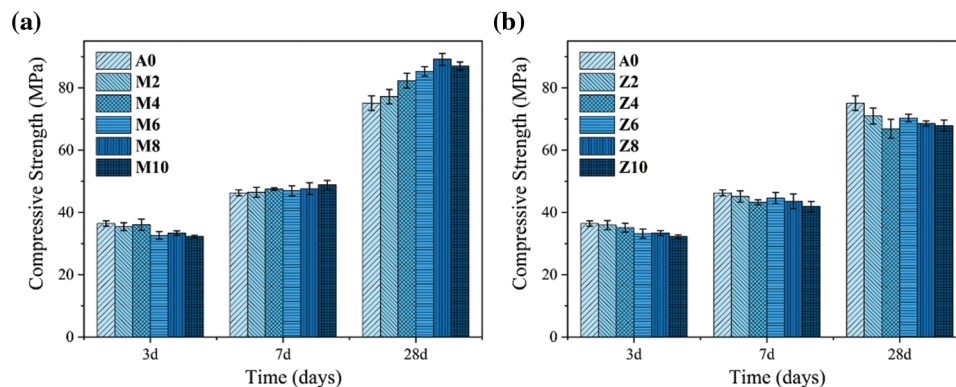 (a)
Compressive Strength (MPa)
80
60
40
20
0
A0
M2
M4
M6
M8
M10
3d 7d 28d
Time (days)
(b)
Compressive Strength (MPa)
80
60
40
20
0
A0
Z2
Z4
Z6
Z8
Z10
3d 7d 28d
Time (days)